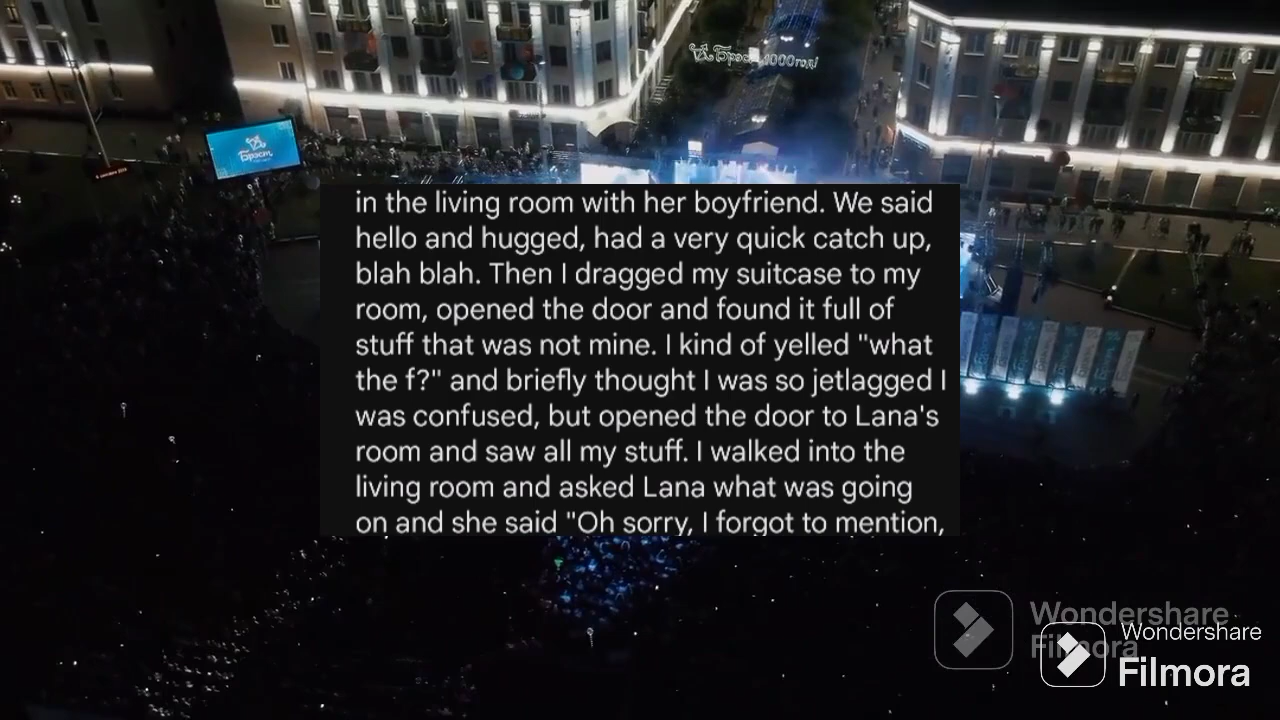 Брэст 1000год!
Брэст
in the living room with her boyfriend. We said
hello and hugged, had a very quick catch up,
blah blah. Then I dragged my suitcase to my
room, opened the door and found it full of
stuff that was not mine. I kind of yelled "what
the f?" and briefly thought I was so jetlagged I
was confused, but opened the door to Lana's
room and saw all my stuff. I walked into the
living room and asked Lana what was going
on and she said "Oh sorry, I forgot to mention,
Wondershare
Filmora
Wondershare
Filmora